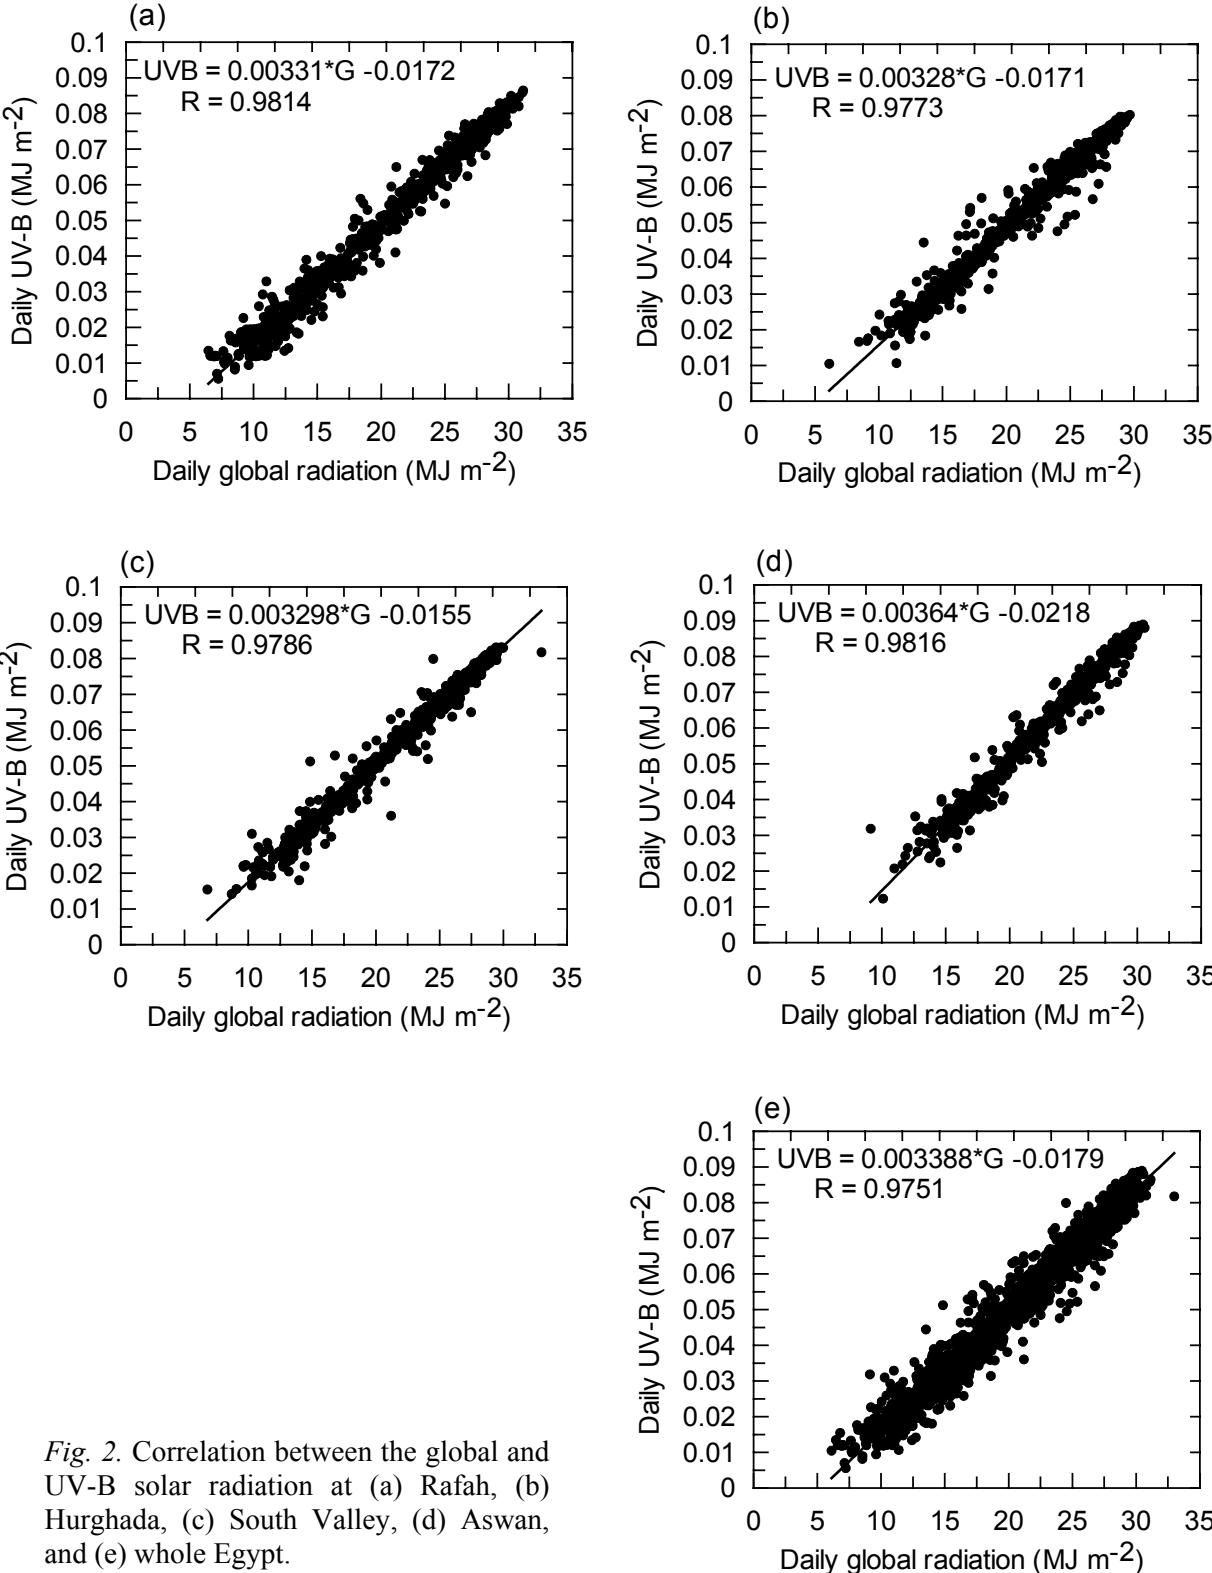 (a)
0.1
0.09
0.08
0.07
0.06
0.05
0.04
0.03
0.02
0.01
0
UVB = 0.00331*G -0.0172
R = 0.9814
Daily UV-B (MJ m-2)
0 5 10 15 20 25 30 35
Daily global radiation (MJ m-2)
(b)
0.1
0.09
0.08
0.07
0.06
0.05
0.04
0.03
0.02
0.01
0
UVB = 0.00328*G -0.0171
R = 0.9773
Daily UV-B (MJ m-2)
0 5 10 15 20 25 30 35
Daily global radiation (MJ m-2)
(c)
0.1
0.09
0.08
0.07
0.06
0.05
0.04
0.03
0.02
0.01
0
UVB = 0.003298*G -0.0155
R = 0.9786
Daily UV-B (MJ m-2)
0 5 10 15 20 25 30 35
Daily global radiation (MJ m-2)
(d)
0.1
0.09
0.08
0.07
0.06
0.05
0.04
0.03
0.02
0.01
0
UVB = 0.00364*G -0.0218
R = 0.9816
Daily UV-B (MJ m-2)
0 5 10 15 20 25 30 35
Daily global radiation (MJ m-2)
(e)
0.1
0.09
0.08
0.07
0.06
0.05
0.04
0.03
0.02
0.01
0
UVB = 0.003388*G -0.0179
R = 0.9751
Daily UV-B (MJ m-2)
0 5 10 15 20 25 30 35
Daily global radiation (MJ m-2)
Fig. 2. Correlation between the global and
UV-B solar radiation at (a) Rafah, (b)
Hurghada, (c) South Valley, (d) Aswan,
and (e) whole Egypt.